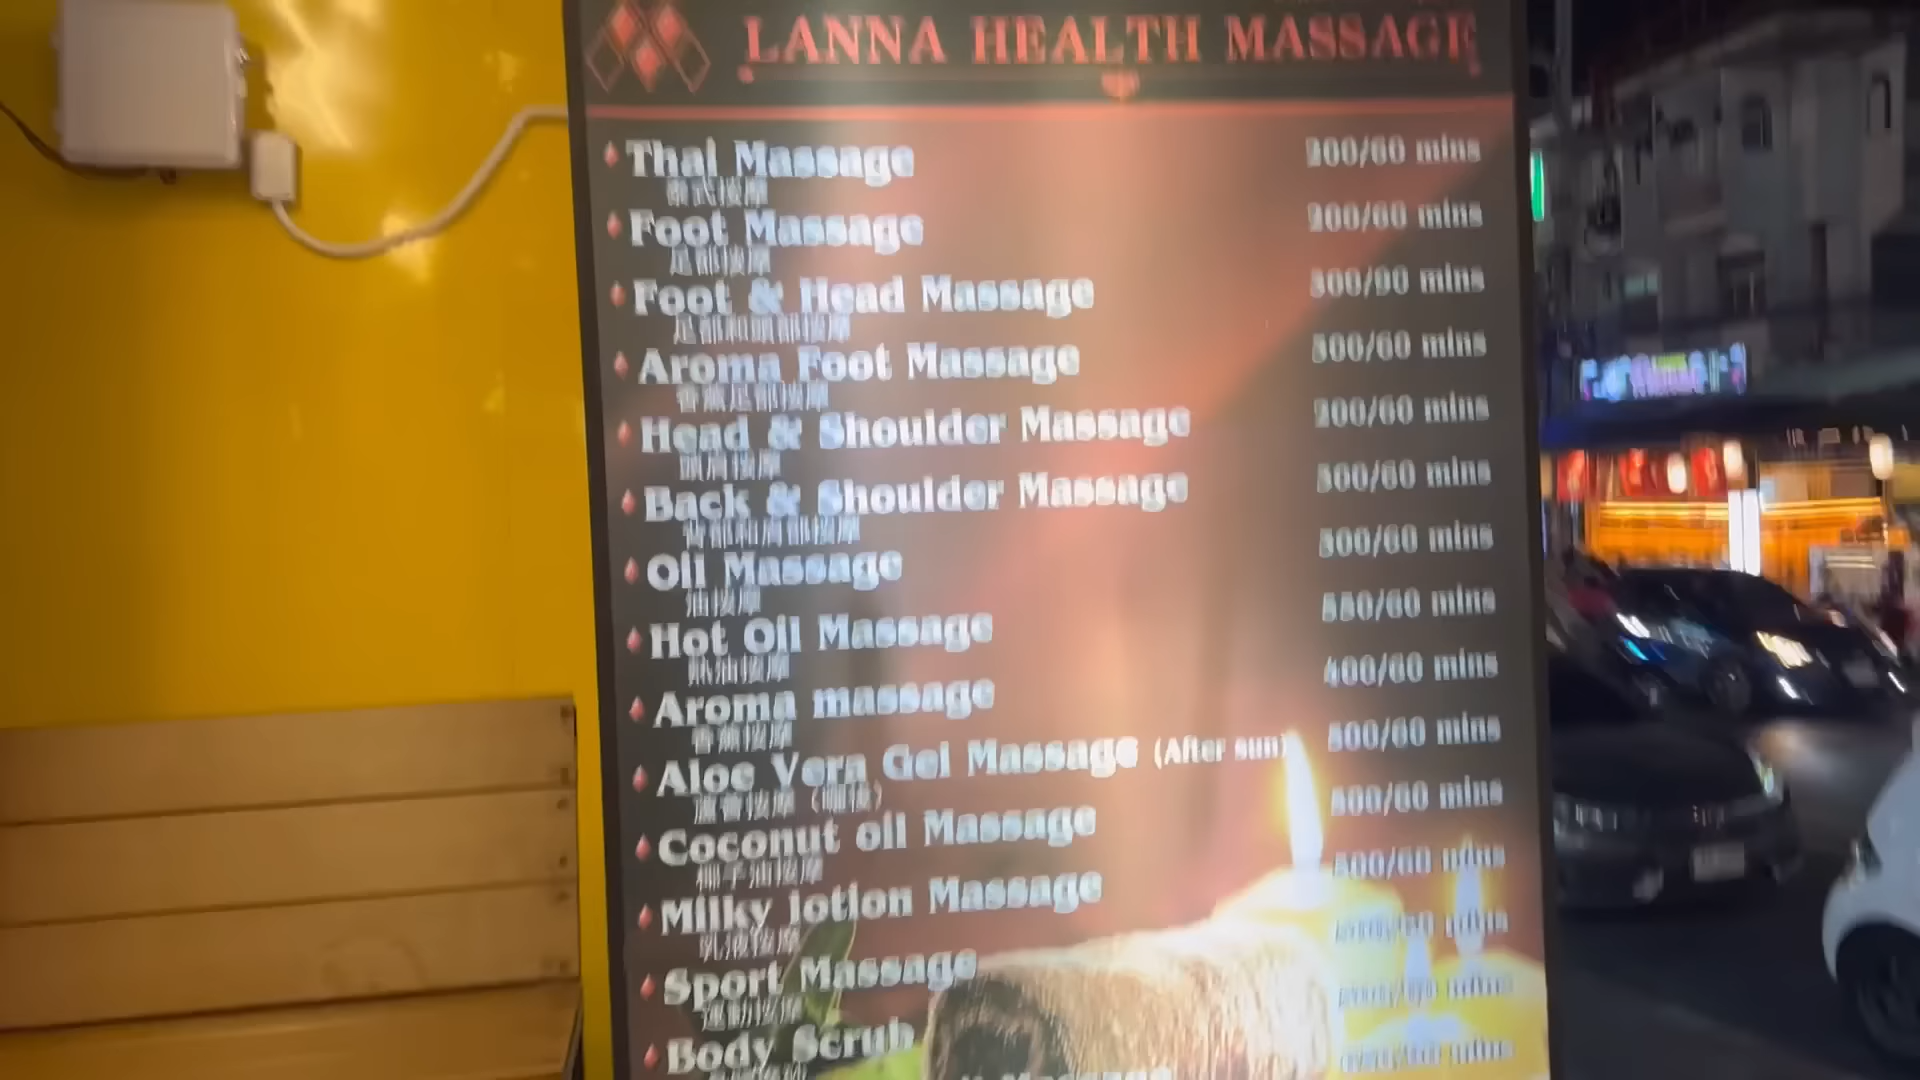 LANNA HEALTH MASSAGE
Thai Massage 200/60 mins
泰式按摩
Foot Massage 200/60 mins
足部按摩
Foot & Head Massage 300/90 mins
足部和頭部按摩
Aroma Foot Massage 300/60 mins
香薰足部按摩
Head & Shoulder Massage 200/60 mins
頭肩按摩
Back & Shoulder Massage 300/60 mins
背部和肩部按摩
Oil Massage 300/60 mins
油按摩
Hot Oil Massage 550/60 mins
熱油按摩
Aroma massage 400/60 mins
香薰按摩
Aloe Vera Gel Massage (After sun) 500/60 mins
蘆薈按摩（曬後）
Coconut oil Massage 500/60 mins
椰子油按摩
Milky lotion Massage 500/60 mins
乳液按摩
Sport Massage mins
運動按摩
Body Scrub mins
Massage mins